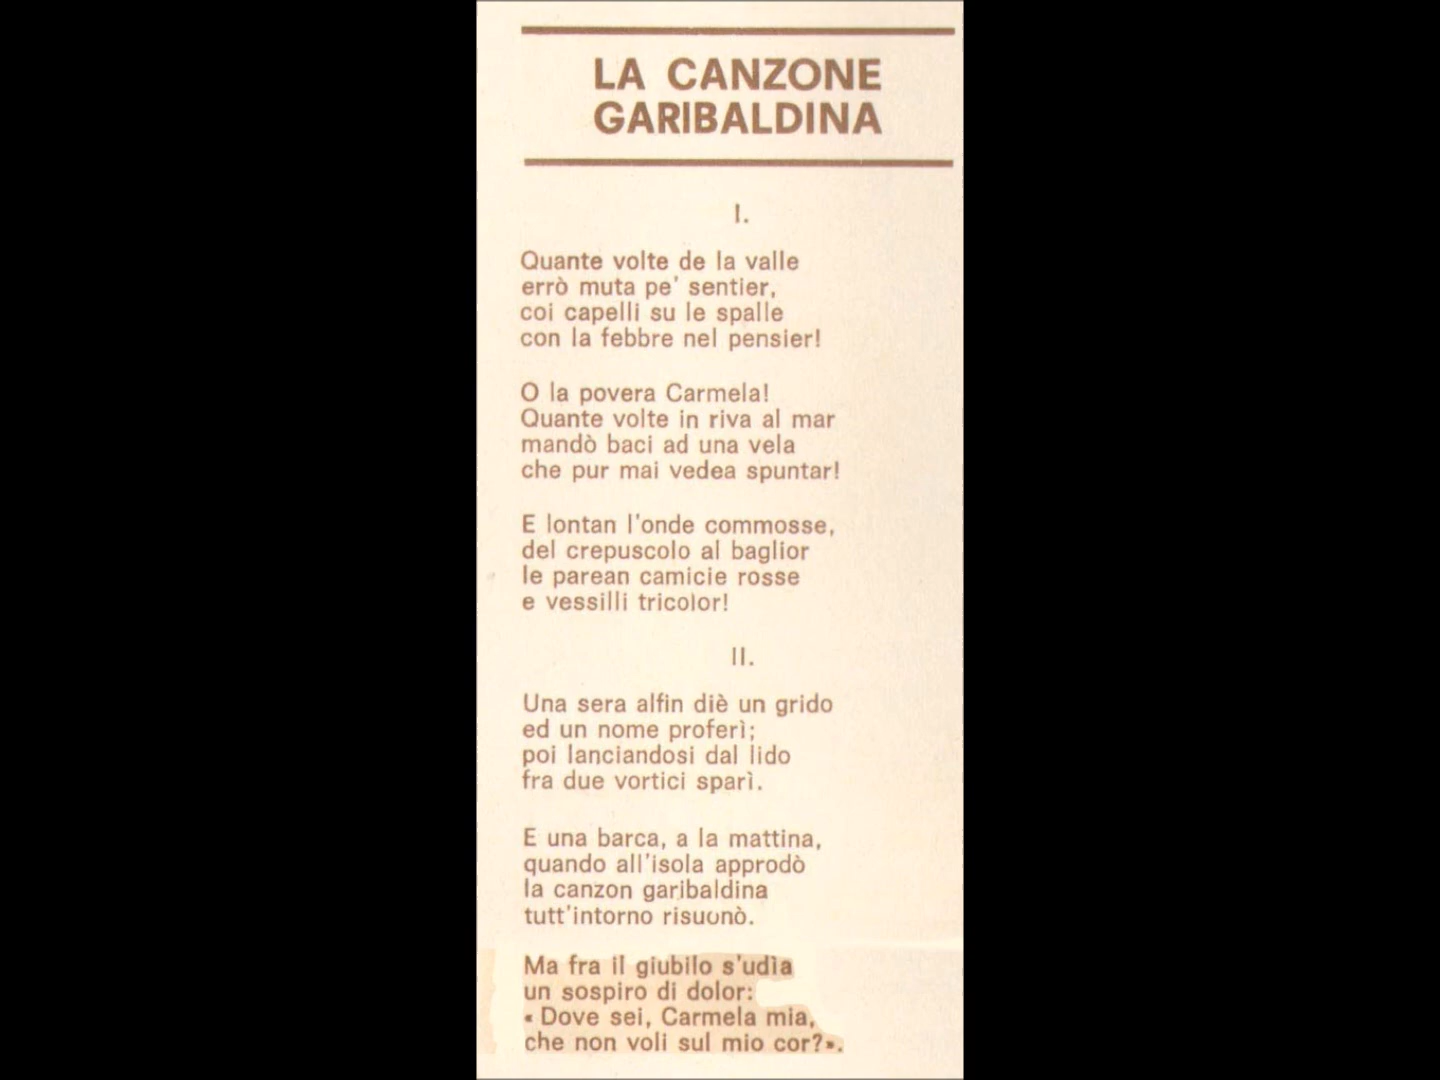 LA CANZONE
GARIBALDINA
I.
Quante volte de la valle
errò muta pe' sentier,
coi capelli su le spalle
con la febbre nel pensier!
O la povera Carmela!
Quante volte in riva al mar
mandò baci ad una vela
che pur mai vedea spuntar!
E lontan l'onde commosse,
del crepuscolo al baglior
le parean camicie rosse
e vessilli tricolor!
II.
Una sera alfin diè un grido
ed un nome proferì;
poi lanciandosi dal lido
fra due vortici sparì.
E una barca, a la mattina,
quando all'isola approdò
la canzon garibaldina
tutt'intorno risuonò.
Ma fra il giubilo s'udìa
un sospiro di dolor:
« Dove sei, Carmela mia,
che non voli sul mio cor?».